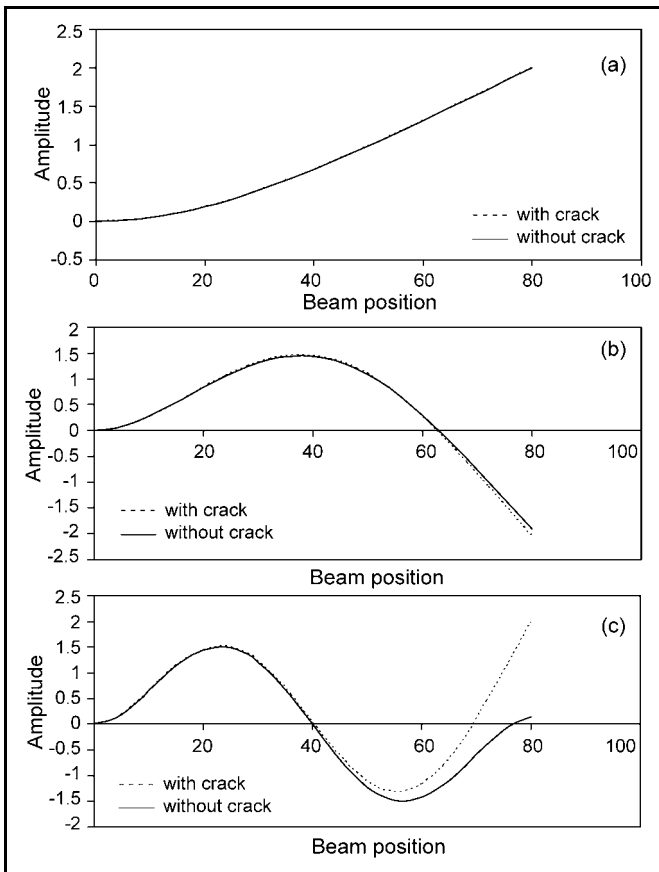 2.5
2
1.5
1
0.5
0
-0.5
Amplitude
(a)
with crack
without crack
0 20 40 60 80 100
Beam position
2
1.5
1
0.5
0
-0.5
-1
-1.5
-2
-2.5
Amplitude
(b)
20 40 60 80 100
with crack
without crack
Beam position
2.5
2
1.5
1
0.5
0
-0.5
-1
-1.5
-2
Amplitude
(c)
20 40 60 80 100
with crack
without crack
Beam position